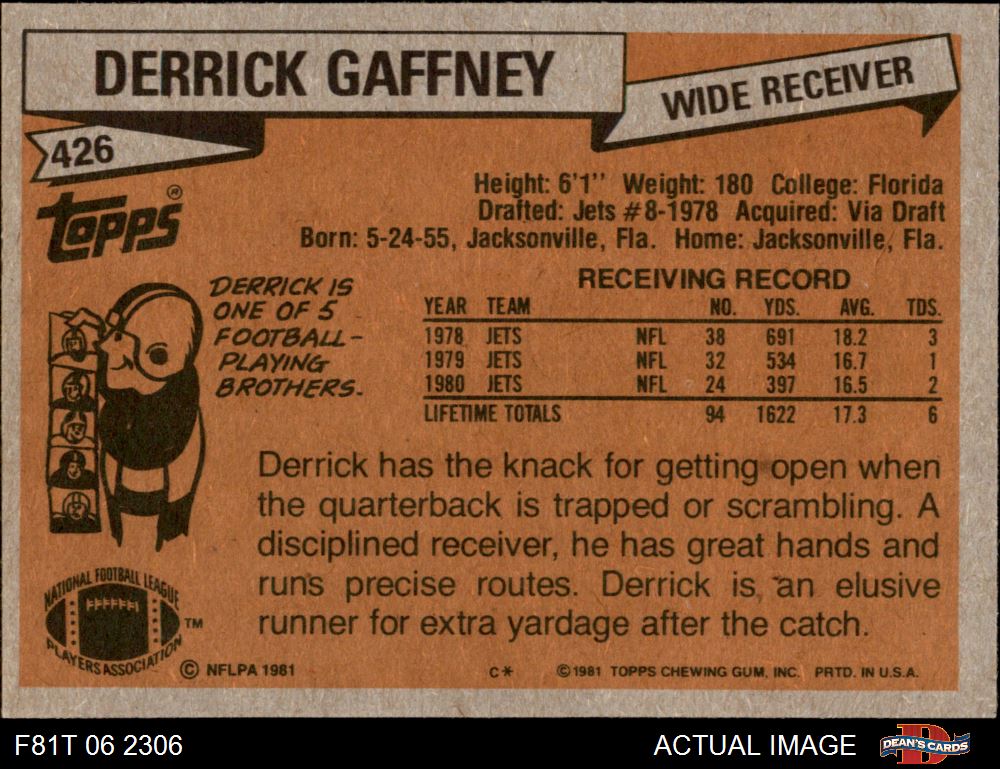 DERRICK GAFFNEY
WIDE RECEIVER
426
Topps®
Height: 6'1" Weight: 180 College: Florida
Drafted: Jets #8-1978 Acquired: Via Draft
Born: 5-24-55, Jacksonville, Fla. Home: Jacksonville, Fla.
DERRICK IS
ONE OF 5
FOOTBALL-
PLAYING
BROTHERS.
RECEIVING RECORD
YEAR TEAM NO. YDS. AVG. TDS.
1978 JETS NFL 38 691 18.2 3
1979 JETS NFL 32 534 16.7 1
1980 JETS NFL 24 397 16.5 2
LIFETIME TOTALS 94 1622 17.3 6
Derrick has the knack for getting open when
the quarterback is trapped or scrambling. A
disciplined receiver, he has great hands and
runs precise routes. Derrick is an elusive
runner for extra yardage after the catch.
NATIONAL FOOTBALL LEAGUE
PLAYERS ASSOCIATION
TM
© NFLPA 1981
C*
© 1981 TOPPS CHEWING GUM, INC. PRTD. IN U.S.A.
F81T 06 2306
ACTUAL IMAGE
DEAN'S CARDS